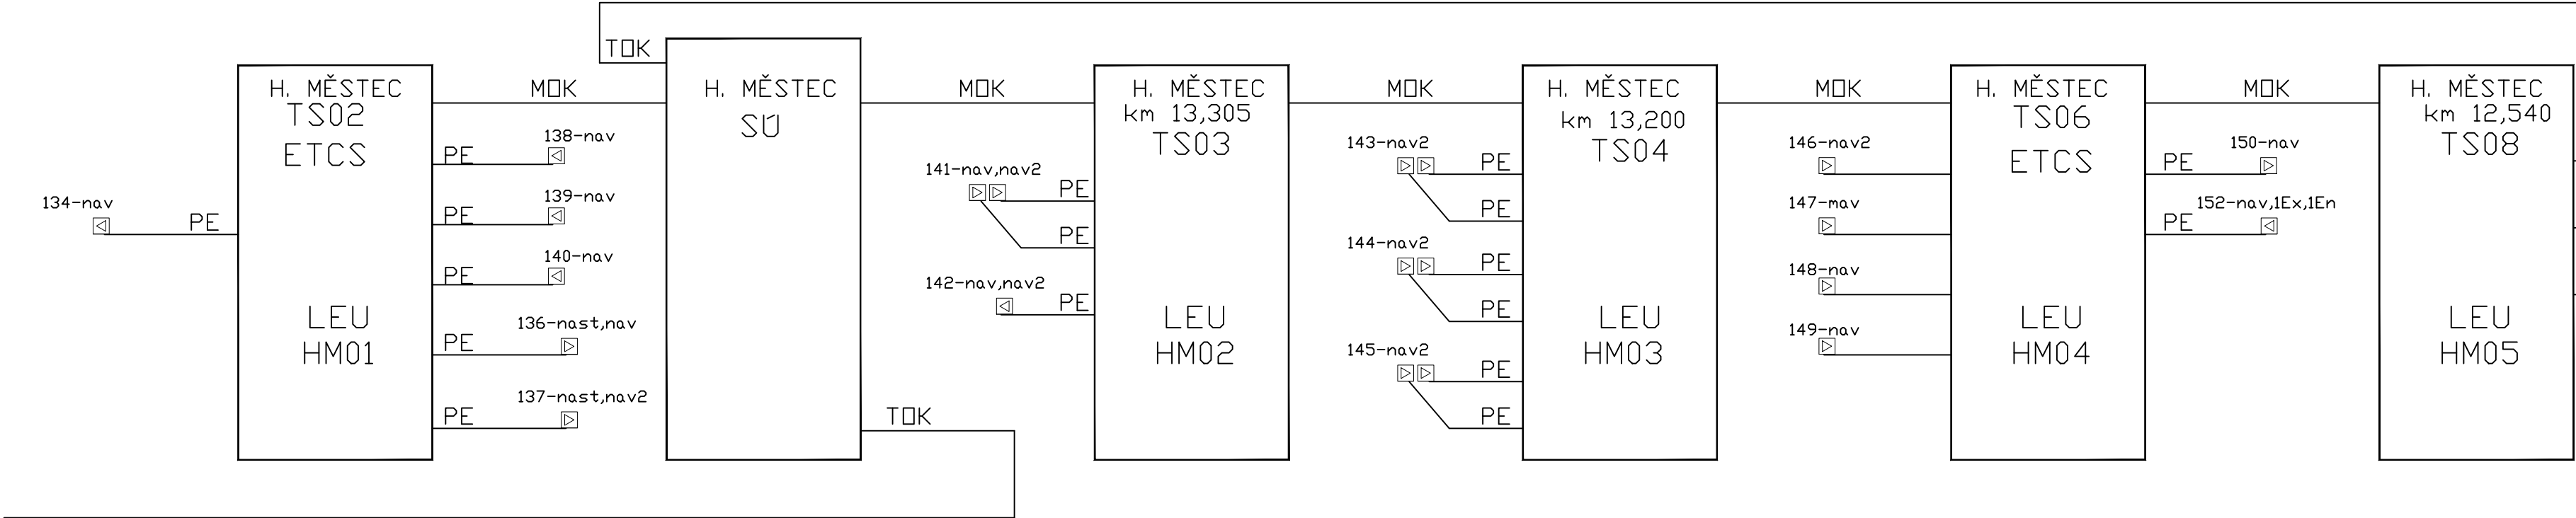 TOK
134-nav
PE
H. MĚSTEC
TS02
ETCS
LEU
HM01
MOK
138-nav
PE
139-nav
PE
140-nav
PE
136-nast,nav
PE
137-nast,nav2
PE
H. MĚSTEC
SÚ
TOK
MOK
141-nav,nav2
PE
PE
142-nav,nav2
PE
H. MĚSTEC
km 13,305
TS03
LEU
HM02
MOK
143-nav2
PE
PE
144-nav2
PE
PE
145-nav2
PE
PE
H. MĚSTEC
km 13,200
TS04
LEU
HM03
MOK
146-nav2
147-mav
148-nav
149-nav
H. MĚSTEC
TS06
ETCS
LEU
HM04
MOK
150-nav
PE
152-nav,1Ex,1En
PE
H. MĚSTEC
km 12,540
TS08
LEU
HM05